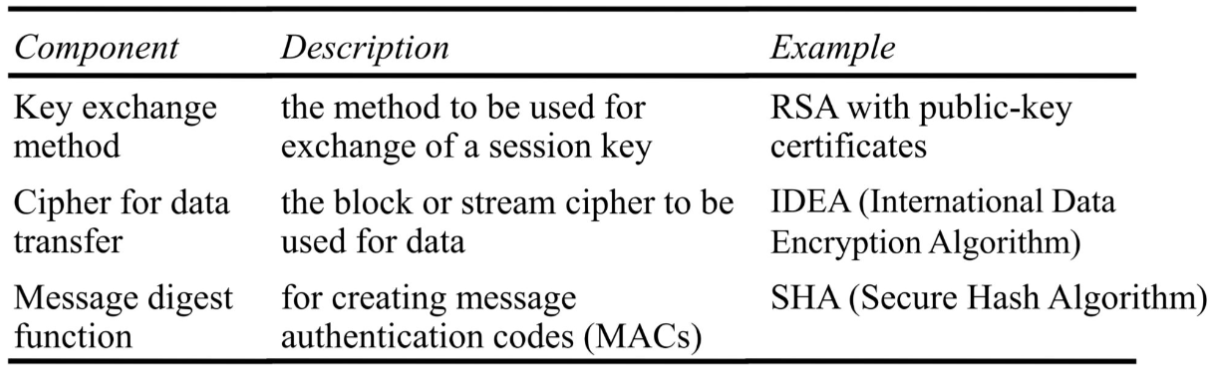 Component Description Example
Key exchange the method to be used for RSA with public-key
method exchange of a session key certificates
Cipher for data the block or stream cipher to be IDEA (International Data
transfer used for data Encryption Algorithm)
Message digest for creating message SHA (Secure Hash Algorithm)
function authentication codes (MACs)